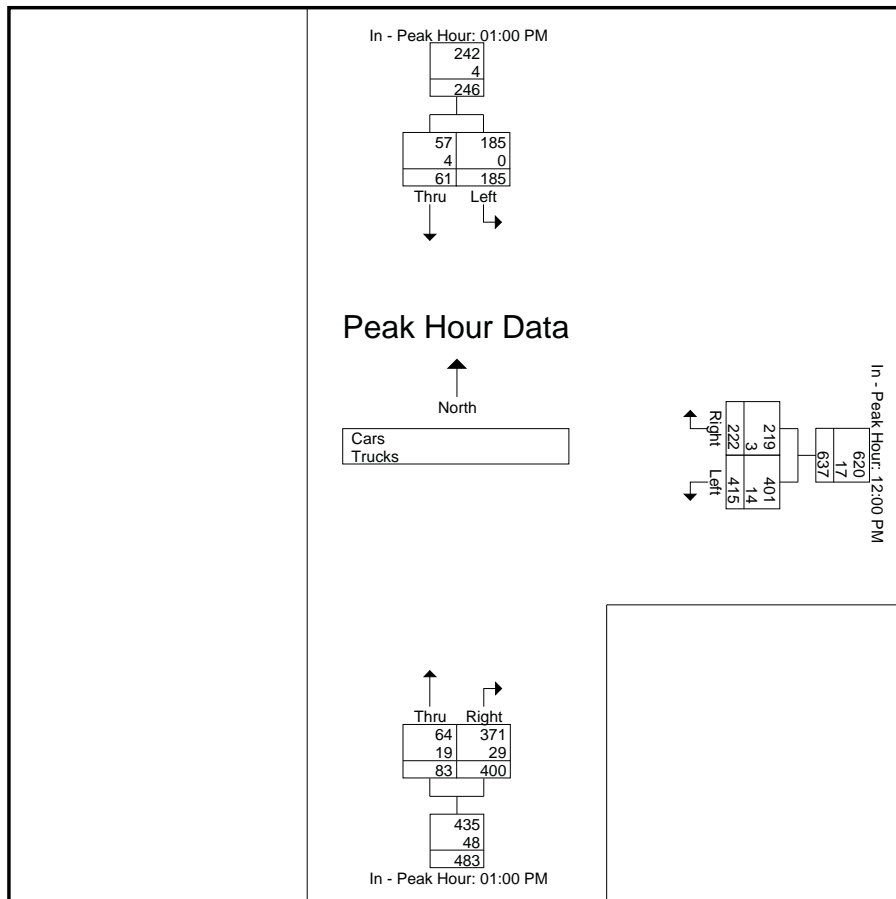 In - Peak Hour: 01:00 PM
242
4
246
57 185
4 0
61 185
Thru Left
Peak Hour Data
North
Cars
Trucks
In - Peak Hour: 12:00 PM
620
17
637
219 401
3 14
222 415
Right Left
Thru Right
64 371
19 29
83 400
435
48
483
In - Peak Hour: 01:00 PM